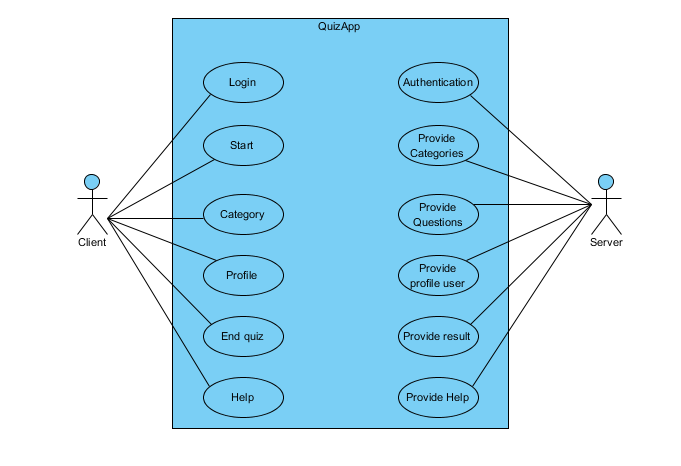 QuizApp
Login
Authentication
Start
Provide
Categories
Category
Provide
Questions
Client
Server
Profile
Provide
profile user
End quiz
Provide result
Help
Provide Help